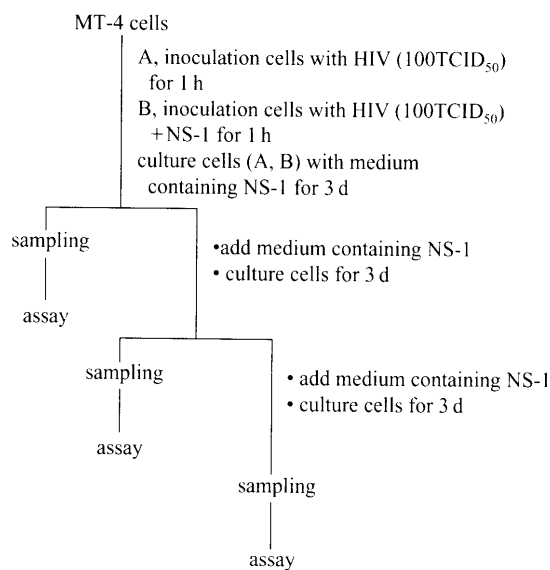 MT-4 cells
A, inoculation cells with HIV (100TCID₅₀)
for 1 h
B, inoculation cells with HIV (100TCID₅₀)
+NS-1 for 1 h
culture cells (A, B) with medium
containing NS-1 for 3 d
sampling
•add medium containing NS-1
• culture cells for 3 d
assay
sampling
• add medium containing NS-1
• culture cells for 3 d
assay
sampling
assay